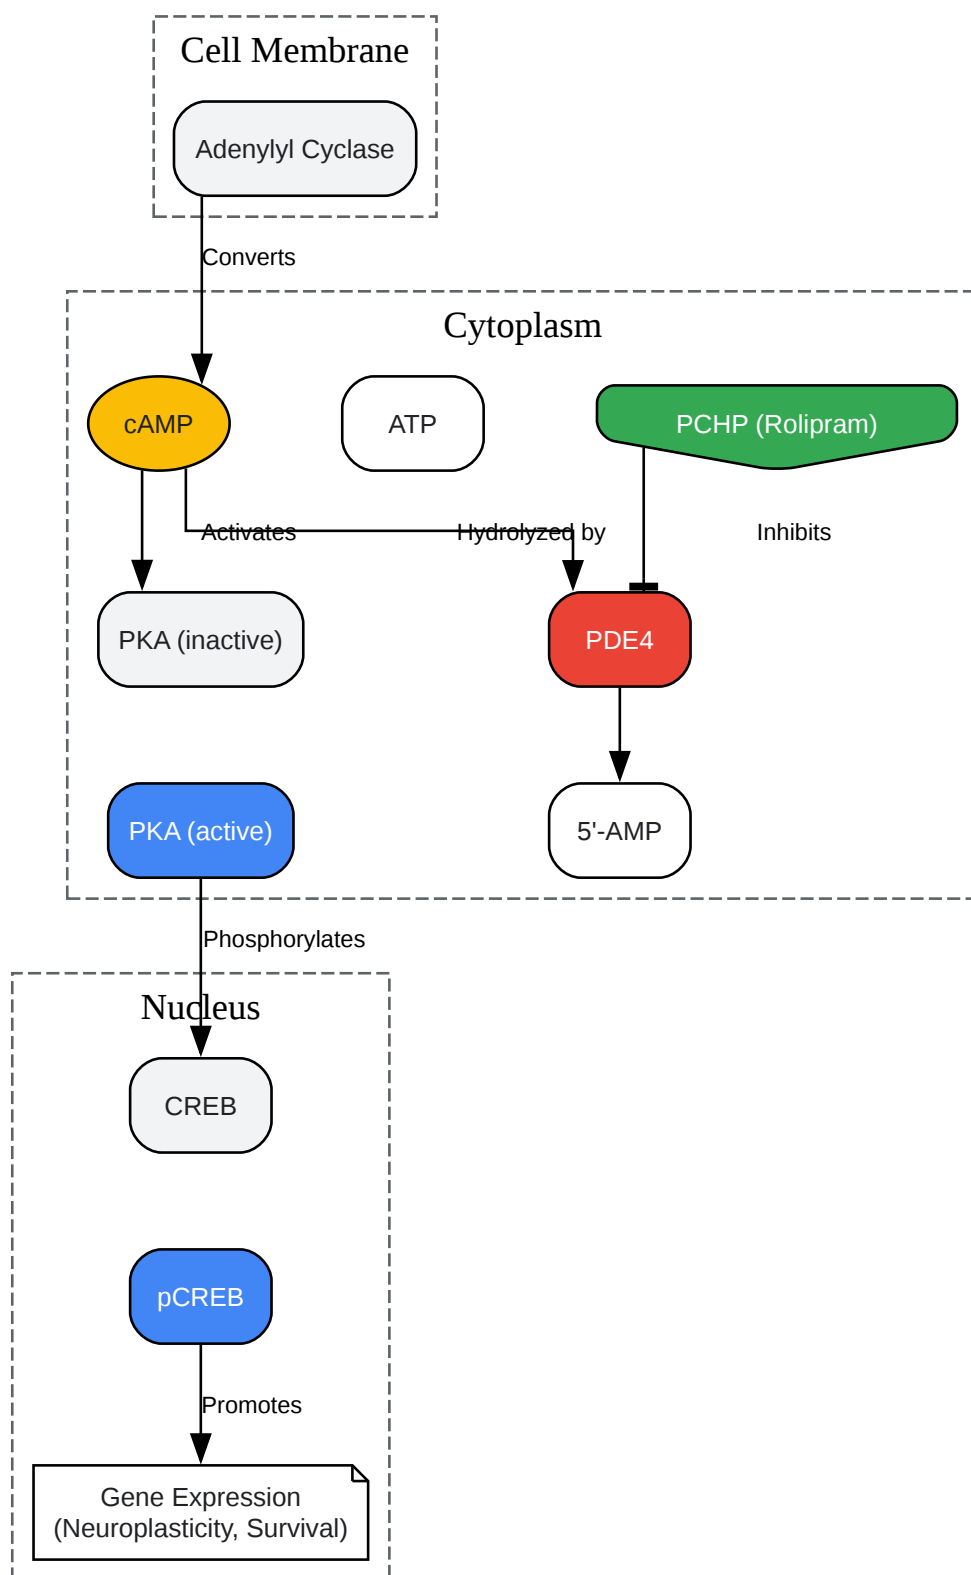 Cell Membrane
Adenylyl Cyclase
Converts
Cytoplasm
cAMP
ATP
PCHP (Rolipram)
Activates
Hydrolyzed by
Inhibits
PKA (inactive)
PDE4
PKA (active)
5'-AMP
Phosphorylates
Nucleus
CREB
pCREB
Promotes
Gene Expression
(Neuroplasticity, Survival)